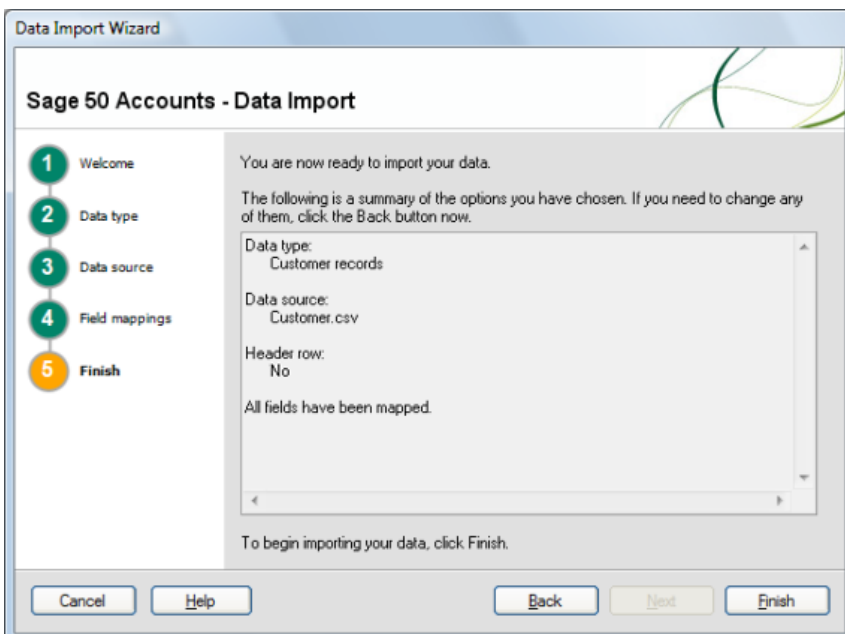 Data Import Wizard
Sage 50 Accounts - Data Import
1 Welcome
2 Data type
3 Data source
4 Field mappings
5 Finish
You are now ready to import your data.
The following is a summary of the options you have chosen. If you need to change any
of them, click the Back button now.
Data type:
Customer records
Data source:
Customer.csv
Header row:
No
All fields have been mapped.
To begin importing your data, click Finish.
Cancel
Help
Back
Next
Finish